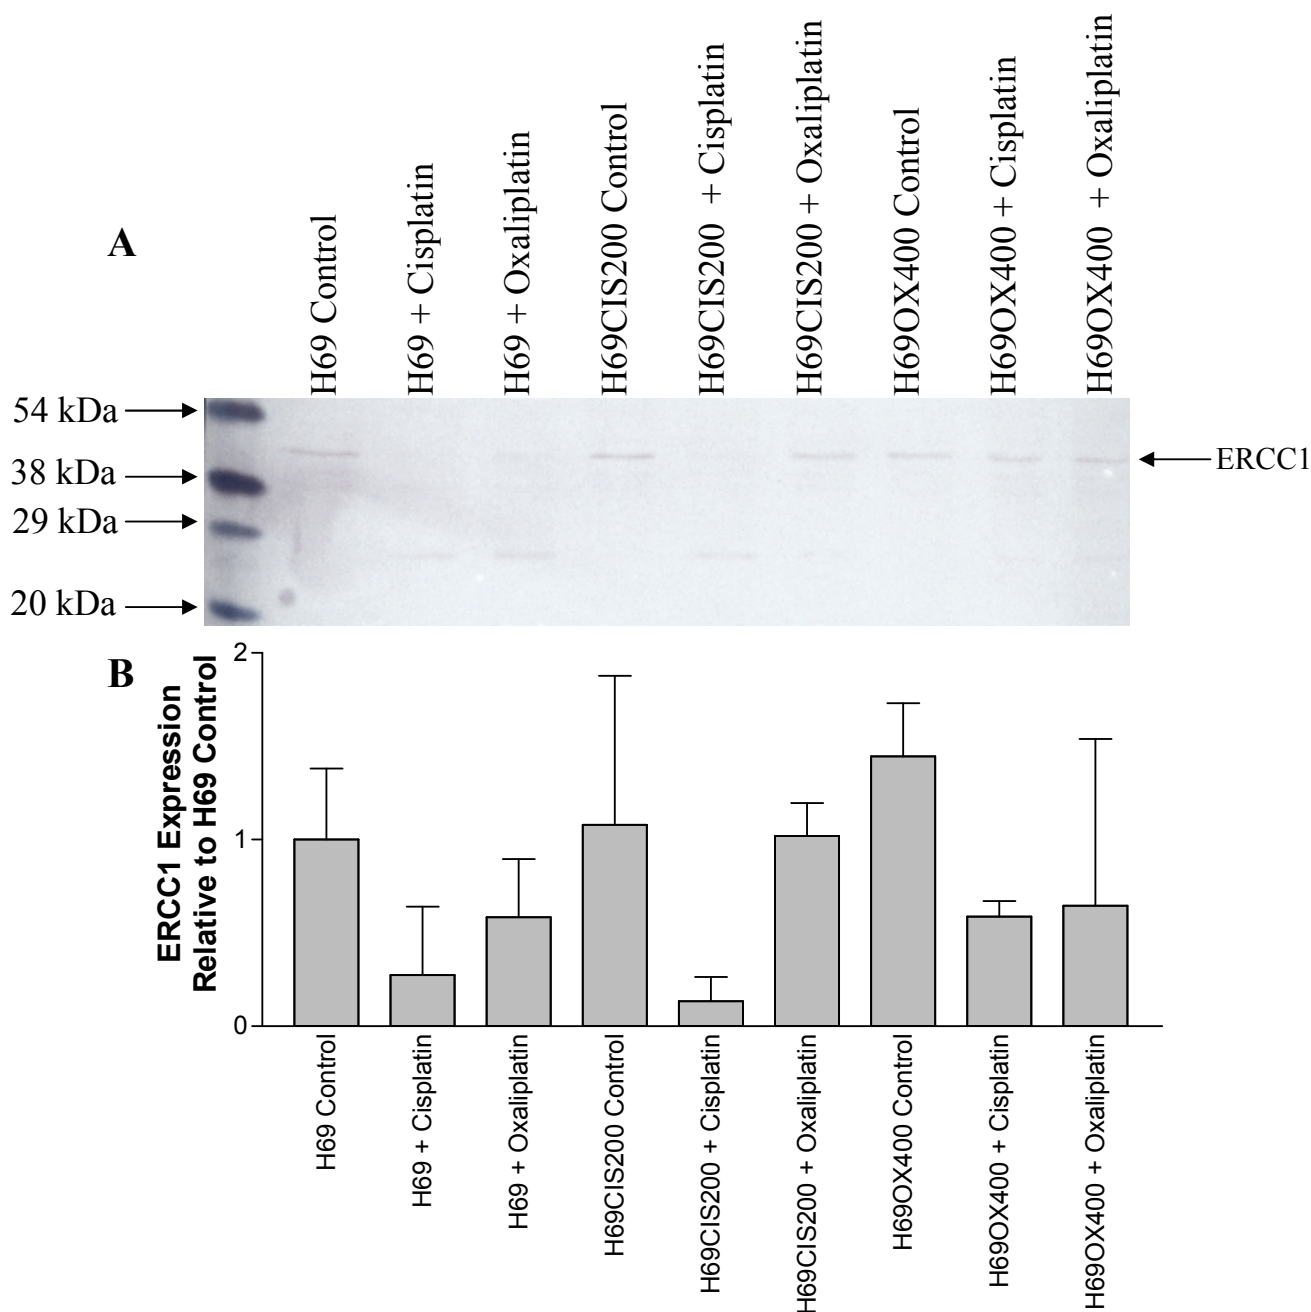 A
H69 Control
H69 + Cisplatin
H69 + Oxaliplatin
H69CIS200 Control
H69CIS200 + Cisplatin
H69CIS200 + Oxaliplatin
H69OX400 Control
H69OX400 + Cisplatin
H69OX400 + Oxaliplatin
54 kDa
38 kDa
29 kDa
20 kDa
ERCC1
B
ERCC1 Expression
Relative to H69 Control
2
1
0
H69 Control
H69 + Cisplatin
H69 + Oxaliplatin
H69CIS200 Control
H69CIS200 + Cisplatin
H69CIS200 + Oxaliplatin
H69OX400 Control
H69OX400 + Cisplatin
H69OX400 + Oxaliplatin